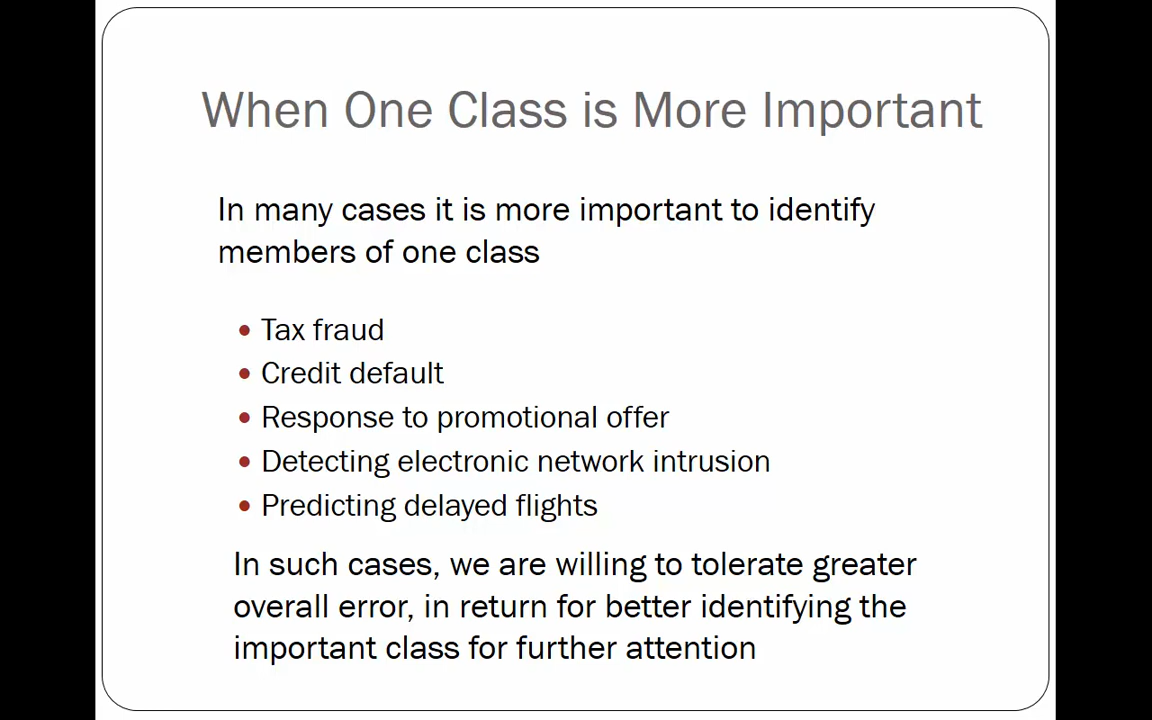 When One Class is More Important
In many cases it is more important to identify
members of one class
• Tax fraud
• Credit default
• Response to promotional offer
• Detecting electronic network intrusion
• Predicting delayed flights
In such cases, we are willing to tolerate greater
overall error, in return for better identifying the
important class for further attention